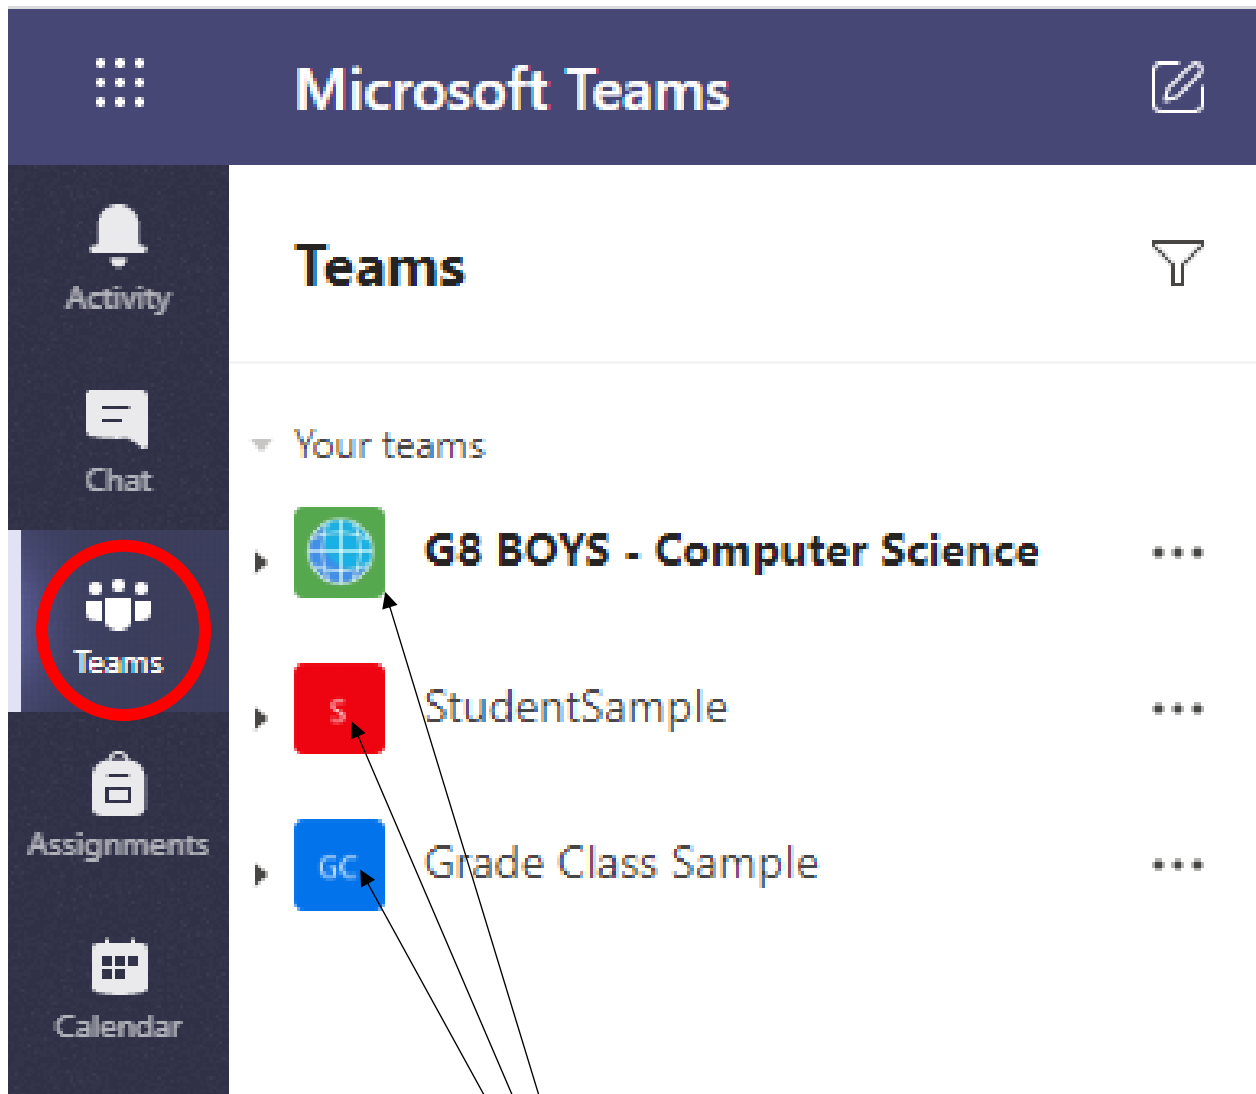 Microsoft Teams
Activity
Chat
Teams
Assignments
Calendar
Teams
Your teams
G8 BOYS - Computer Science
S StudentSample
GC Grade Class Sample